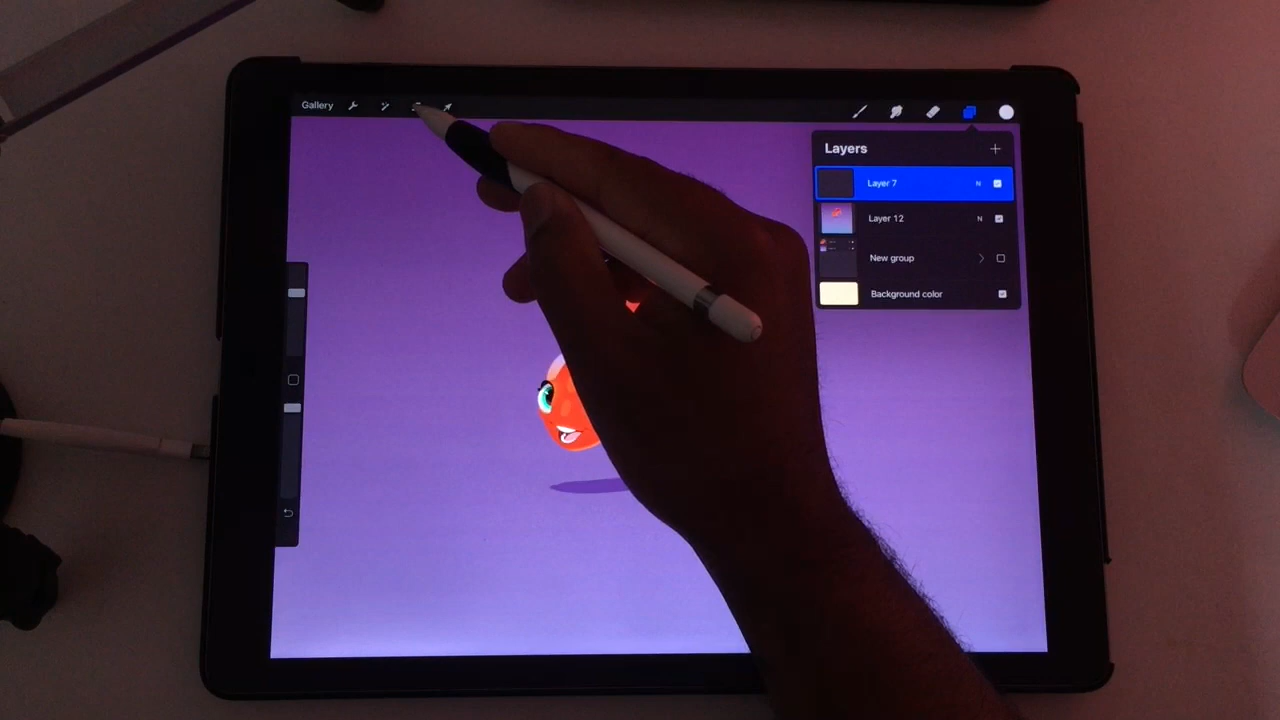 Gallery
Layers
Layer 7 N
Layer 12 N
New group
Background color